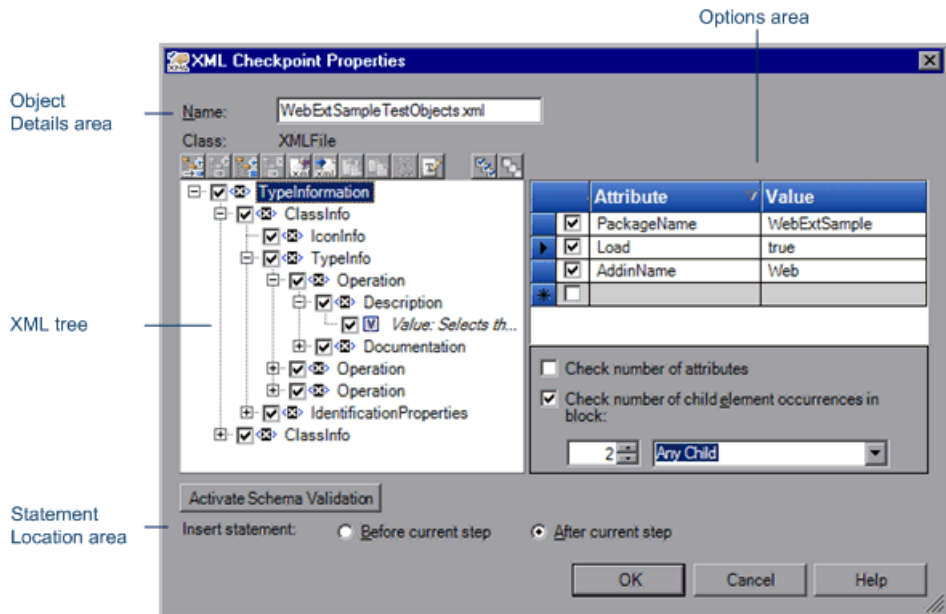 Options area
XML Checkpoint Properties
Object
Details area
Name: WebExtSampleTestObjects.xml
Class: XMLFile
TypeInformation
ClassInfo
IconInfo
TypeInfo
Operation
Description
Value: Selects th...
Documentation
Operation
Operation
IdentificationProperties
ClassInfo
Attribute Value
PackageName WebExtSample
Load true
AddinName Web
XML tree
Check number of attributes
Check number of child element occurrences in
block:
2 Any Child
Activate Schema Validation
Statement
Location area
Insert statement: Before current step After current step
OK Cancel Help